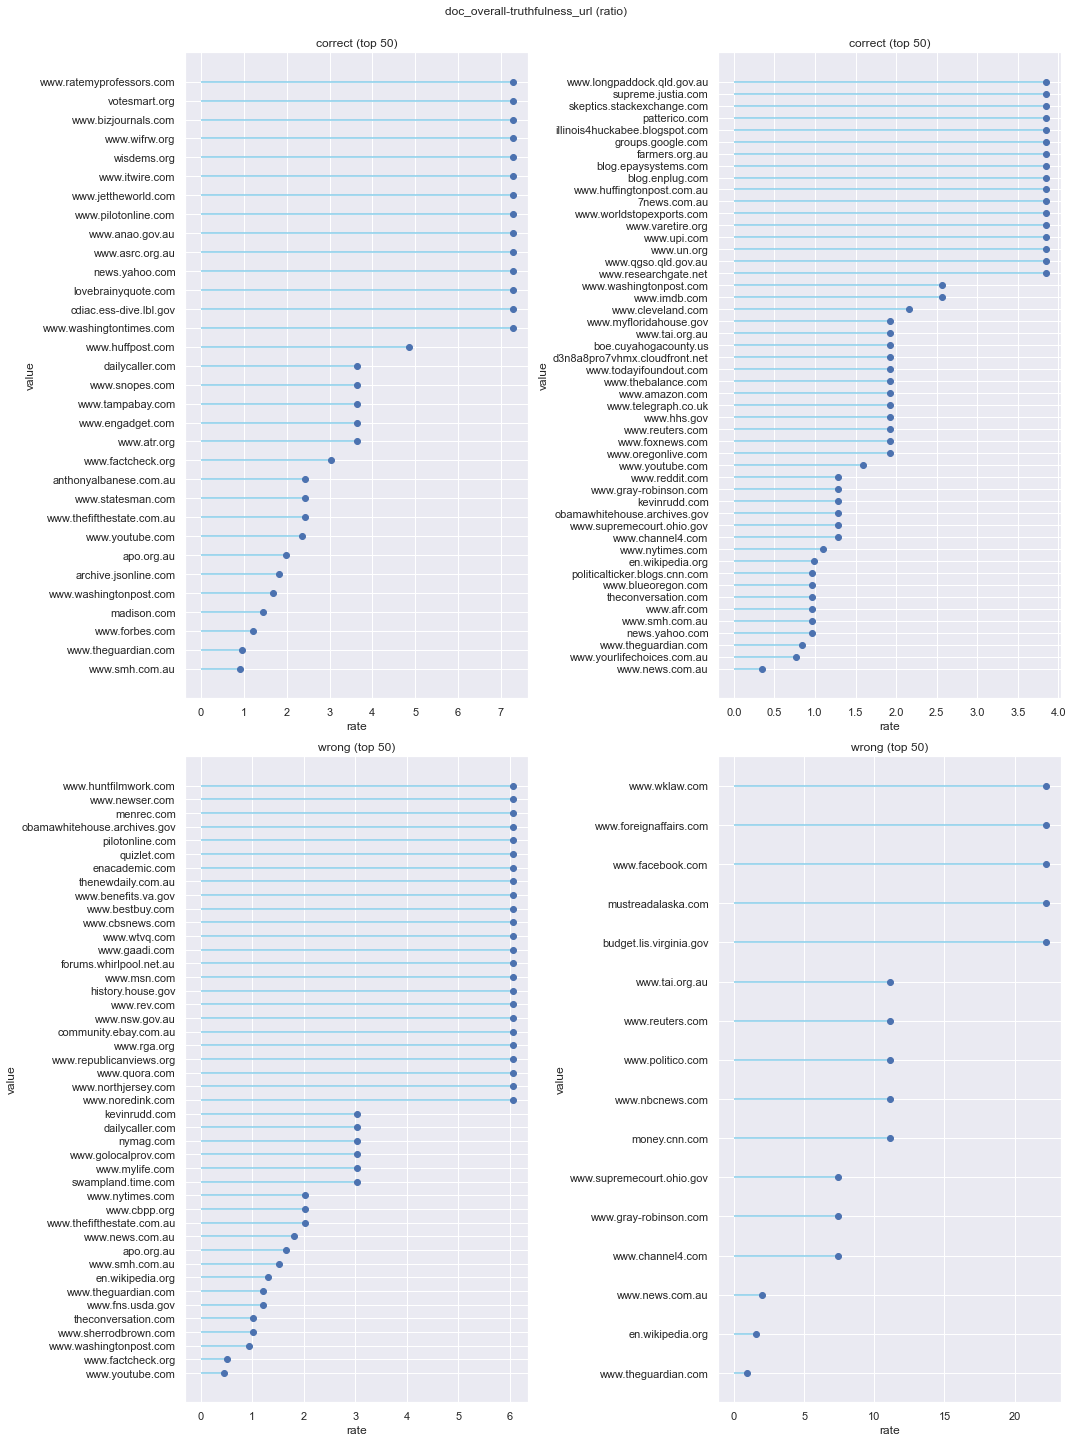 doc_overall-truthfulness_url (ratio)
correct (top 50)
www.ratemyprofessors.com
votesmart.org
www.bizjournals.com
www.wifrw.org
wisdems.org
www.itwire.com
www.jettheworld.com
www.pilotonline.com
www.anao.gov.au
www.asrc.org.au
news.yahoo.com
lovebrainyquote.com
cdiac.ess-dive.lbl.gov
www.washingtontimes.com
www.huffpost.com
dailycaller.com
www.snopes.com
www.tampabay.com
www.engadget.com
www.atr.org
www.factcheck.org
anthonyalbanese.com.au
www.statesman.com
www.thefifthestate.com.au
www.youtube.com
apo.org.au
archive.jsonline.com
www.washingtonpost.com
madison.com
www.forbes.com
www.theguardian.com
www.smh.com.au
value
0 1 2 3 4 5 6 7
rate
correct (top 50)
www.longpaddock.qld.gov.au
supreme.justia.com
skeptics.stackexchange.com
patterico.com
illinois4huckabee.blogspot.com
groups.google.com
farmers.org.au
blog.epaysystems.com
blog.enplug.com
www.huffingtonpost.com.au
7news.com.au
www.worldstopexports.com
www.varetire.org
www.upi.com
www.un.org
www.qgso.qld.gov.au
www.researchgate.net
www.washingtonpost.com
www.imdb.com
www.cleveland.com
www.myfloridahouse.gov
www.tai.org.au
boe.cuyahogacounty.us
d3n8a8pro7vhmx.cloudfront.net
www.todayifoundout.com
www.thebalance.com
www.amazon.com
www.telegraph.co.uk
www.hhs.gov
www.reuters.com
www.foxnews.com
www.oregonlive.com
www.youtube.com
www.reddit.com
www.gray-robinson.com
kevinrudd.com
obamawhitehouse.archives.gov
www.supremecourt.ohio.gov
www.channel4.com
www.nytimes.com
en.wikipedia.org
politicalticker.blogs.cnn.com
www.blueoregon.com
theconversation.com
www.afr.com
www.smh.com.au
news.yahoo.com
www.theguardian.com
www.yourlifechoices.com.au
www.news.com.au
value
0.0 0.5 1.0 1.5 2.0 2.5 3.0 3.5 4.0
rate
wrong (top 50)
www.huntfilmwork.com
www.newser.com
menrec.com
obamawhitehouse.archives.gov
pilotonline.com
quizlet.com
enacademic.com
thenewdaily.com.au
www.benefits.va.gov
www.bestbuy.com
www.cbsnews.com
www.wtvq.com
www.gaadi.com
forums.whirlpool.net.au
www.msn.com
history.house.gov
www.rev.com
www.nsw.gov.au
community.ebay.com.au
www.rga.org
www.republicanviews.org
www.quora.com
www.northjersey.com
www.noredink.com
kevinrudd.com
dailycaller.com
nymag.com
www.golocalprov.com
www.mylife.com
swampland.time.com
www.nytimes.com
www.cbpp.org
www.thefifthestate.com.au
www.news.com.au
apo.org.au
www.smh.com.au
en.wikipedia.org
www.theguardian.com
www.fns.usda.gov
theconversation.com
www.sherrodbrown.com
www.washingtonpost.com
www.factcheck.org
www.youtube.com
value
0 1 2 3 4 5 6
rate
wrong (top 50)
www.wklaw.com
www.foreignaffairs.com
www.facebook.com
mustreadalaska.com
budget.lis.virginia.gov
www.tai.org.au
www.reuters.com
www.politico.com
www.nbcnews.com
money.cnn.com
www.supremecourt.ohio.gov
www.gray-robinson.com
www.channel4.com
www.news.com.au
en.wikipedia.org
www.theguardian.com
value
0 5 10 15 20
rate